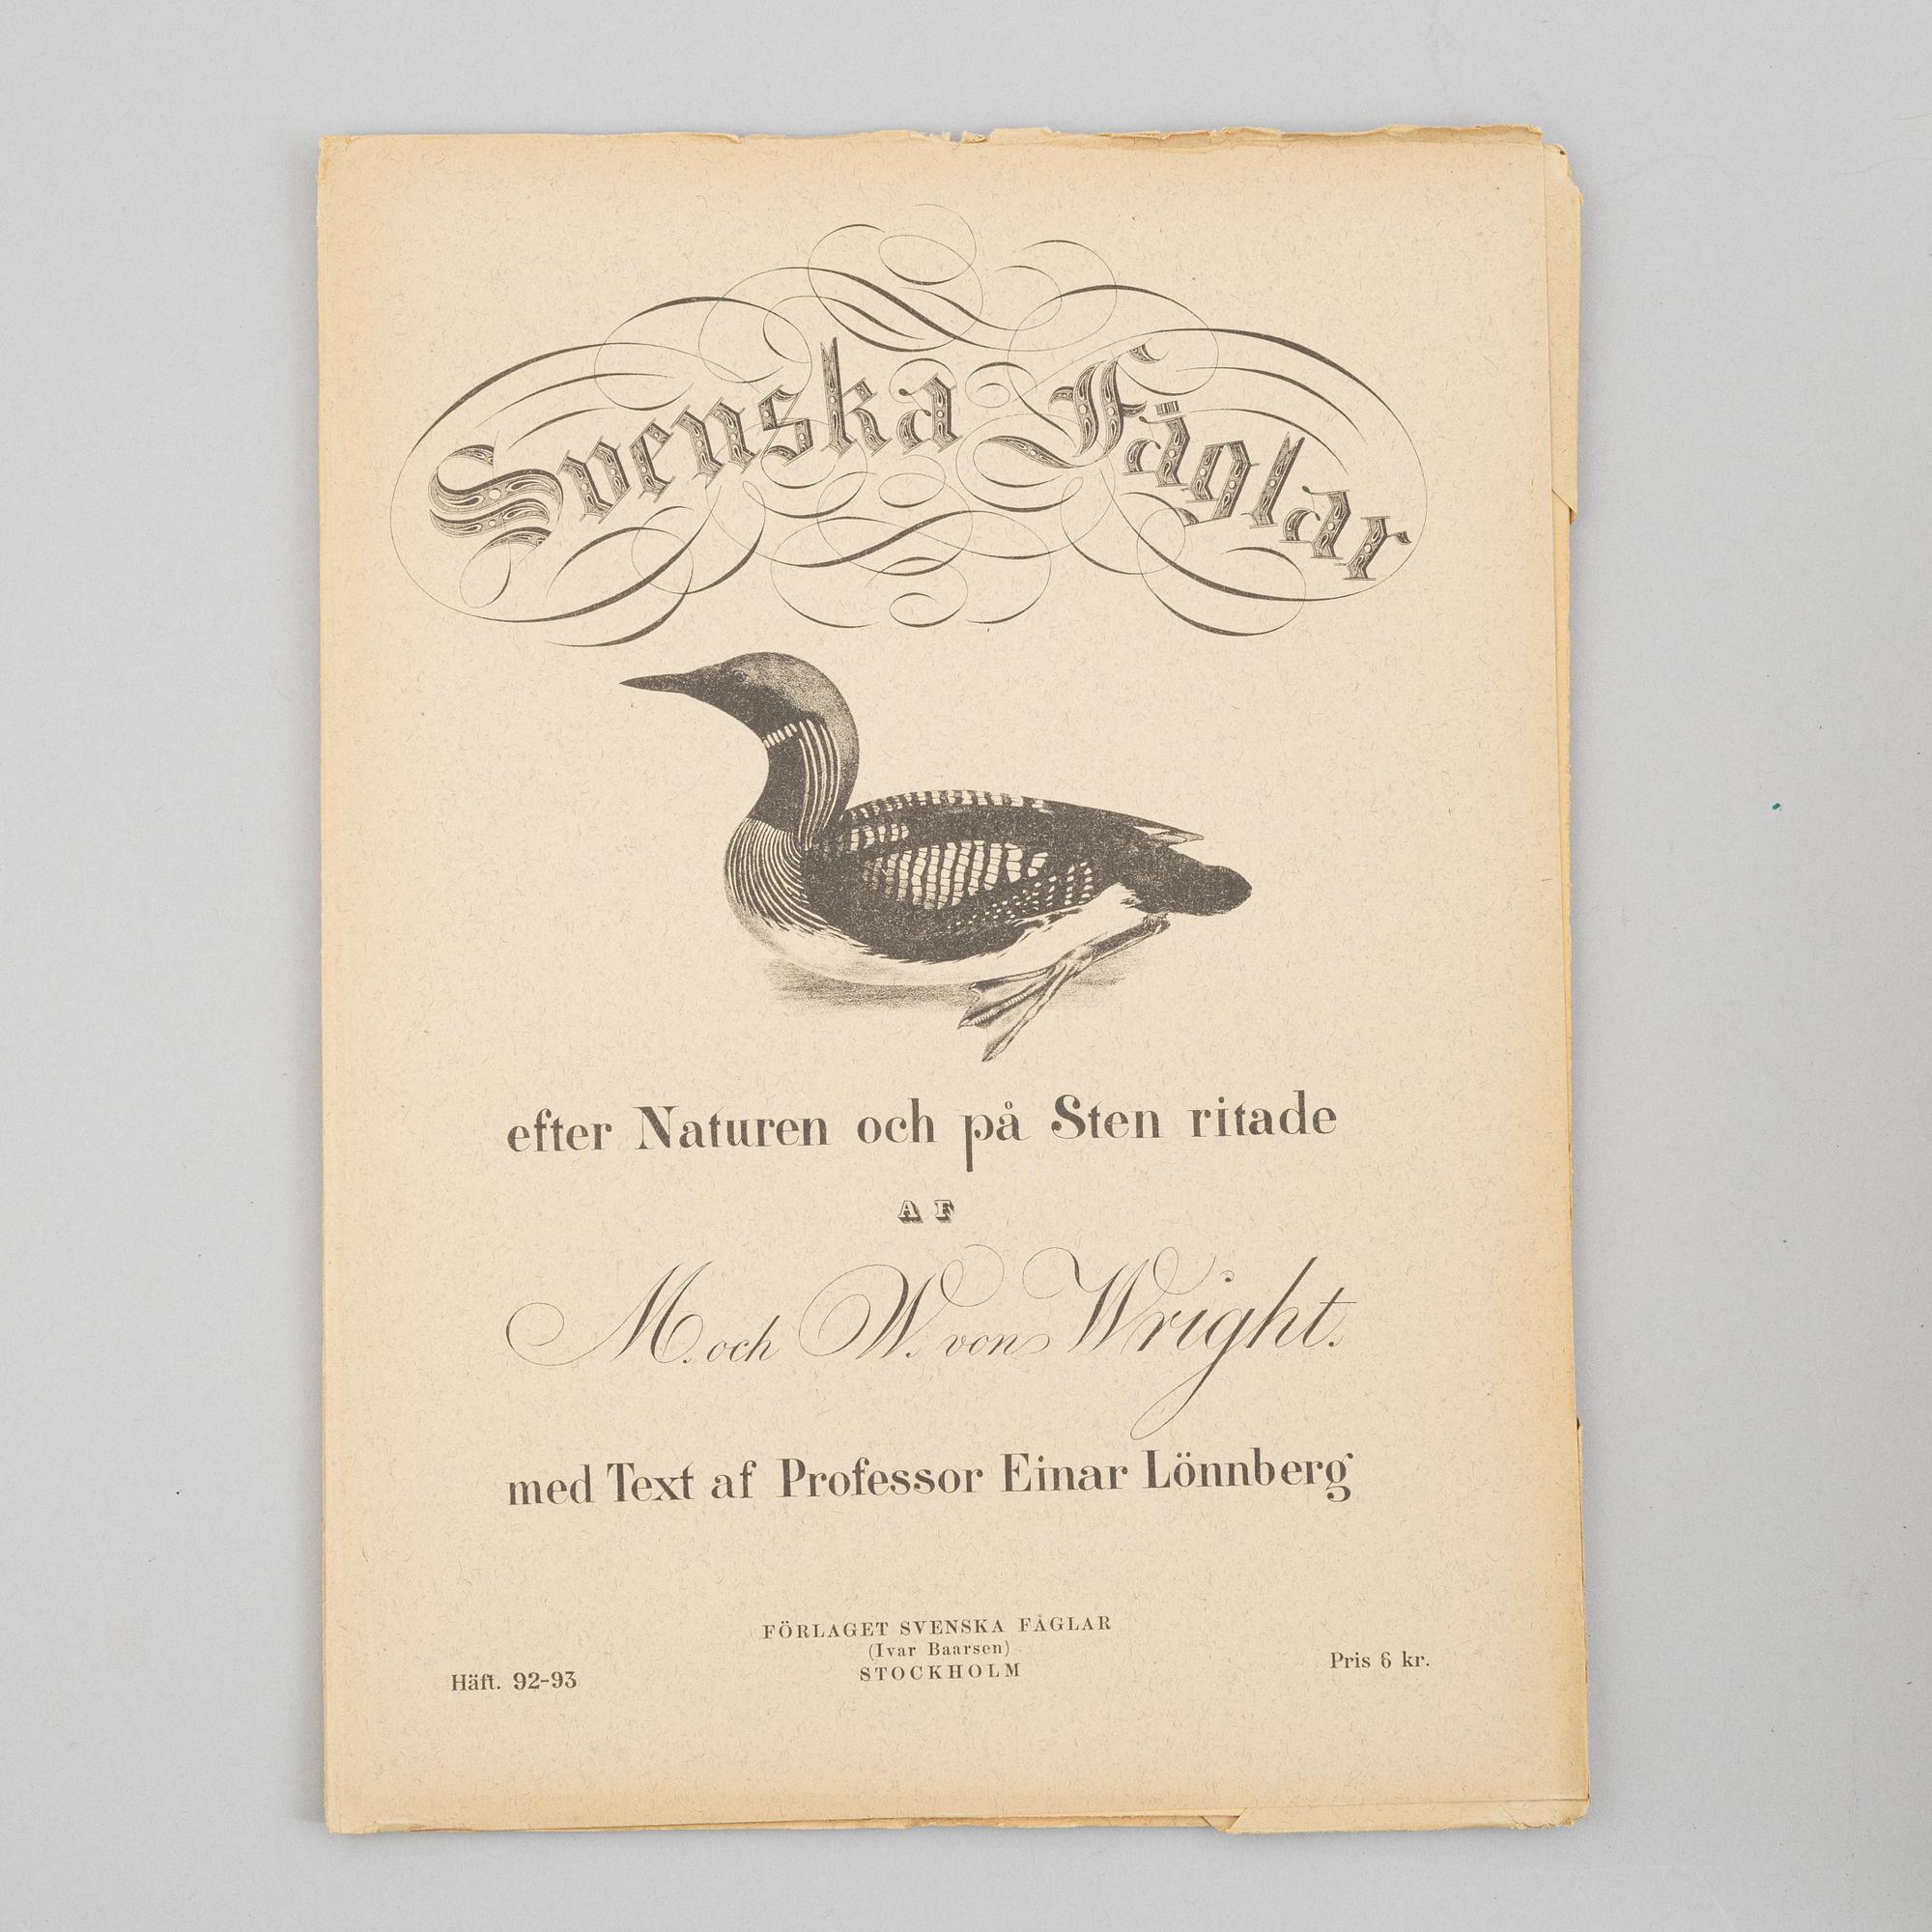 Svenska Fåglar
efter Naturen och på Sten ritade
AF
M. och W. von Wright.
med Text af Professor Einar Lönnberg
FÖRLAGET SVENSKA FÅGLAR
(Ivar Baarsen)
STOCKHOLM
Häft. 92-93
Pris 6 kr.